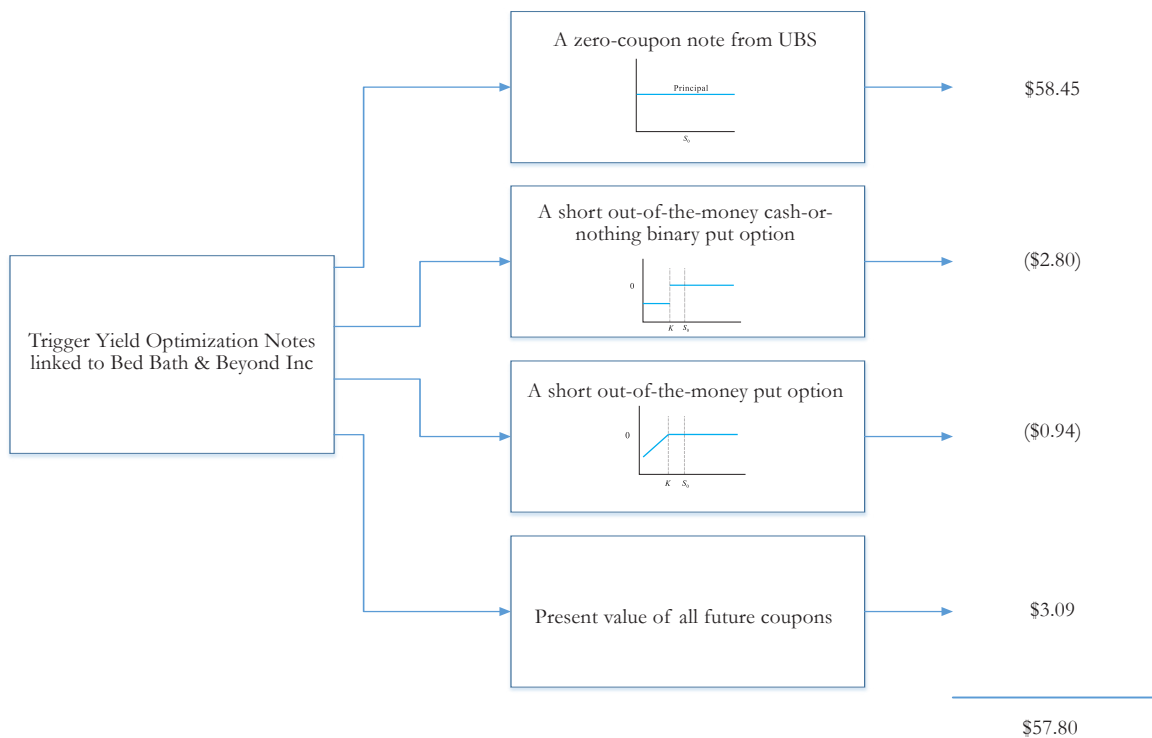 A zero-coupon note from UBS
Principal
S₀
$58.45
A short out-of-the-money cash-or-
nothing binary put option
0
K
S₀
($2.80)
Trigger Yield Optimization Notes
linked to Bed Bath & Beyond Inc
A short out-of-the-money put option
0
K
S₀
($0.94)
Present value of all future coupons
$3.09
$57.80